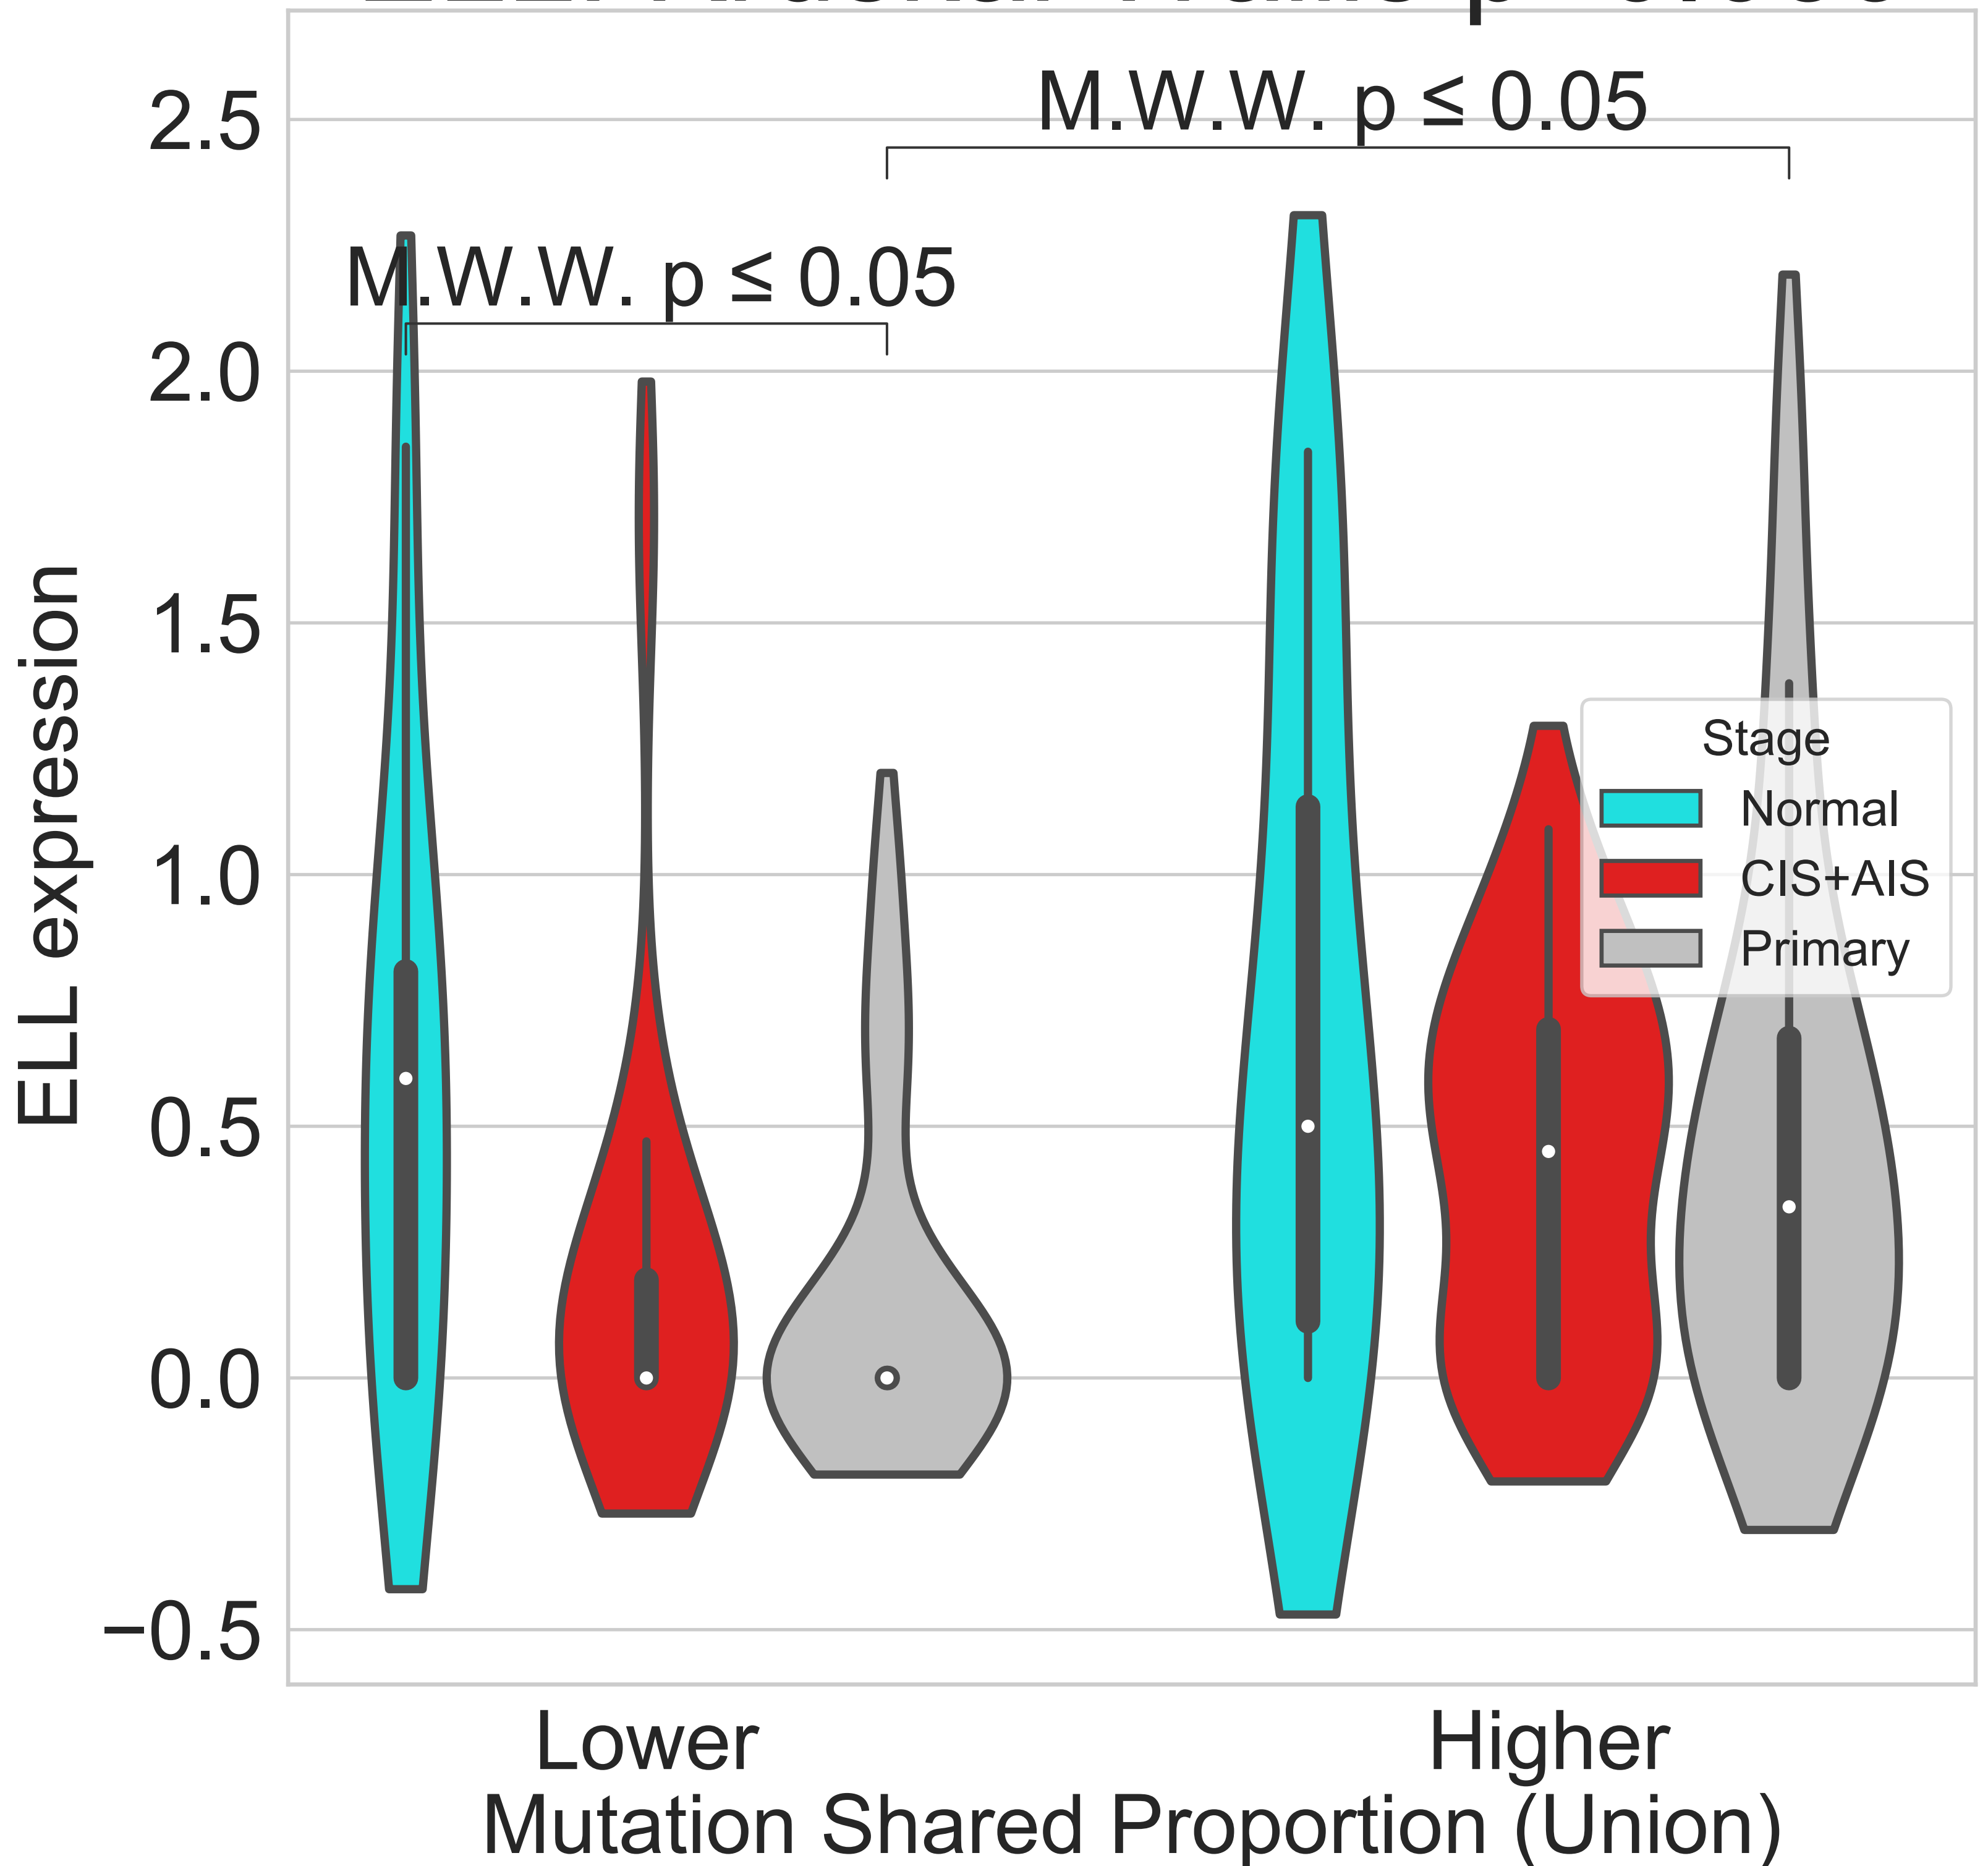 M.W.W. p ≤ 0.05
M.W.W. p ≤ 0.05
2.5
2.0
1.5
1.0
0.5
0.0
−0.5
ELL expression
Stage
Normal
CIS+AIS
Primary
Lower
Higher
Mutation Shared Proportion (Union)